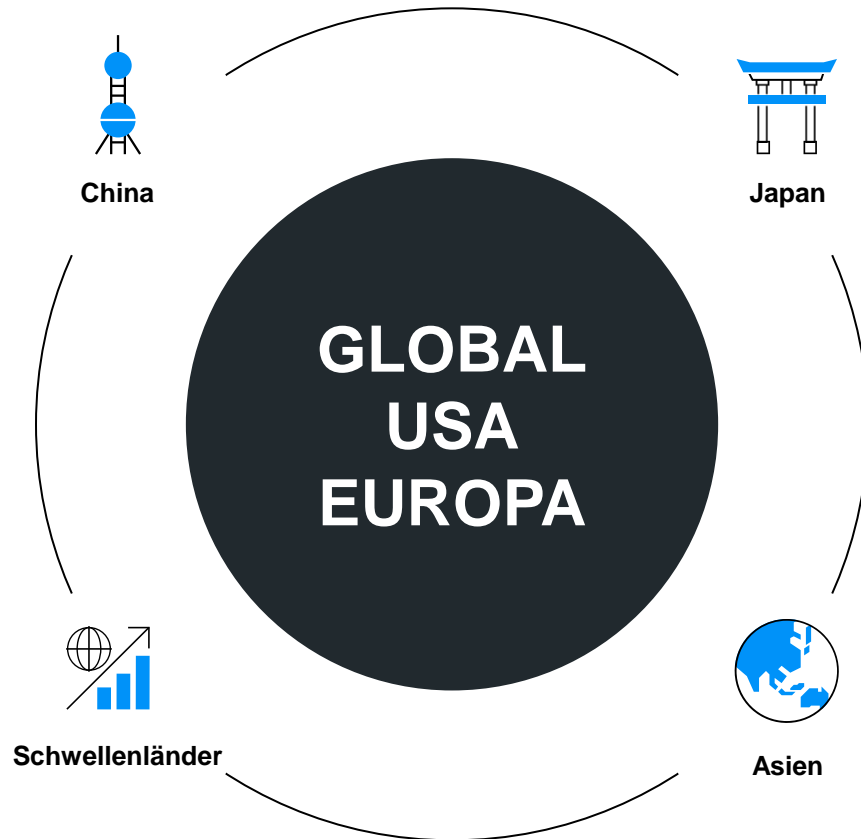 China
Japan
GLOBAL
USA
EUROPA
Schwellenländer
Asien